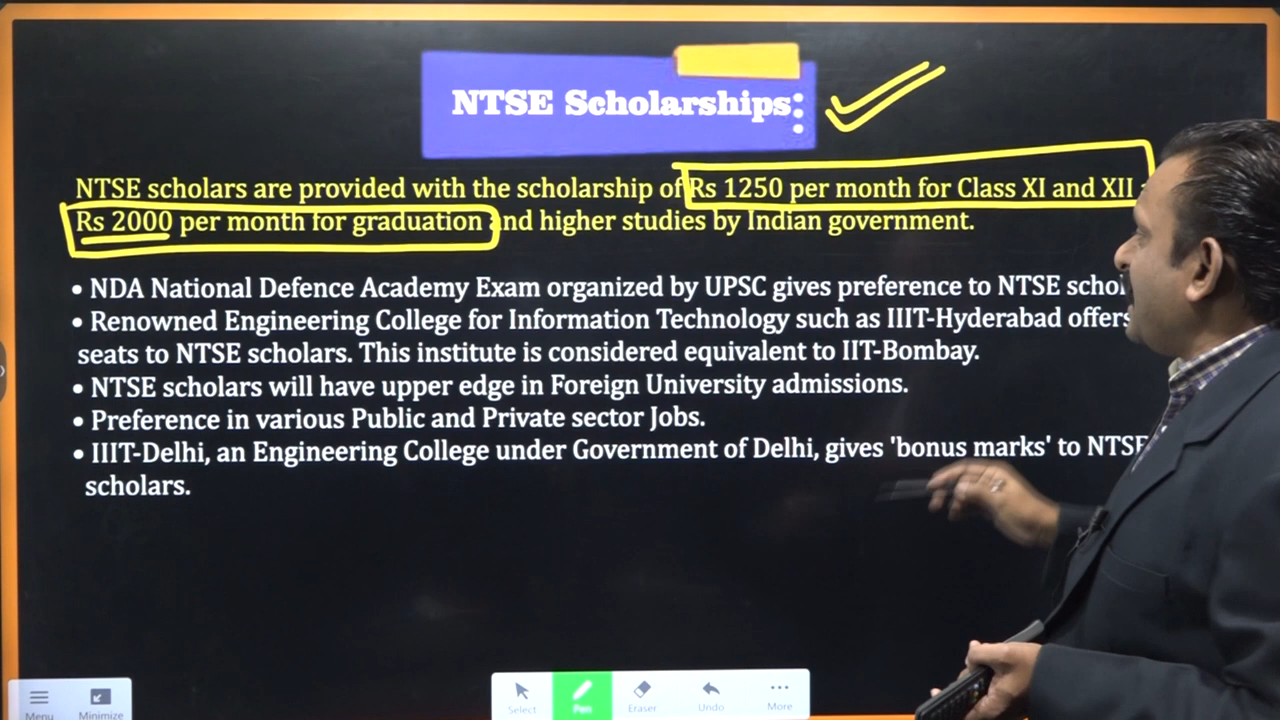 NTSE Scholarships:
NTSE scholars are provided with the scholarship of Rs 1250 per month for Class XI and XII
Rs 2000 per month for graduation and higher studies by Indian government.
• NDA National Defence Academy Exam organized by UPSC gives preference to NTSE
• Renowned Engineering College for Information Technology such as IIIT-Hyderabad offers
seats to NTSE scholars. This institute is considered equivalent to IIT-Bombay.
• NTSE scholars will have upper edge in Foreign University admissions.
• Preference in various Public and Private sector Jobs.
• IIIT-Delhi, an Engineering College under Government of Delhi, gives 'bonus marks' to NTSE
scholars.
Menu
Minimize
Select
Pen
Eraser
Undo
More